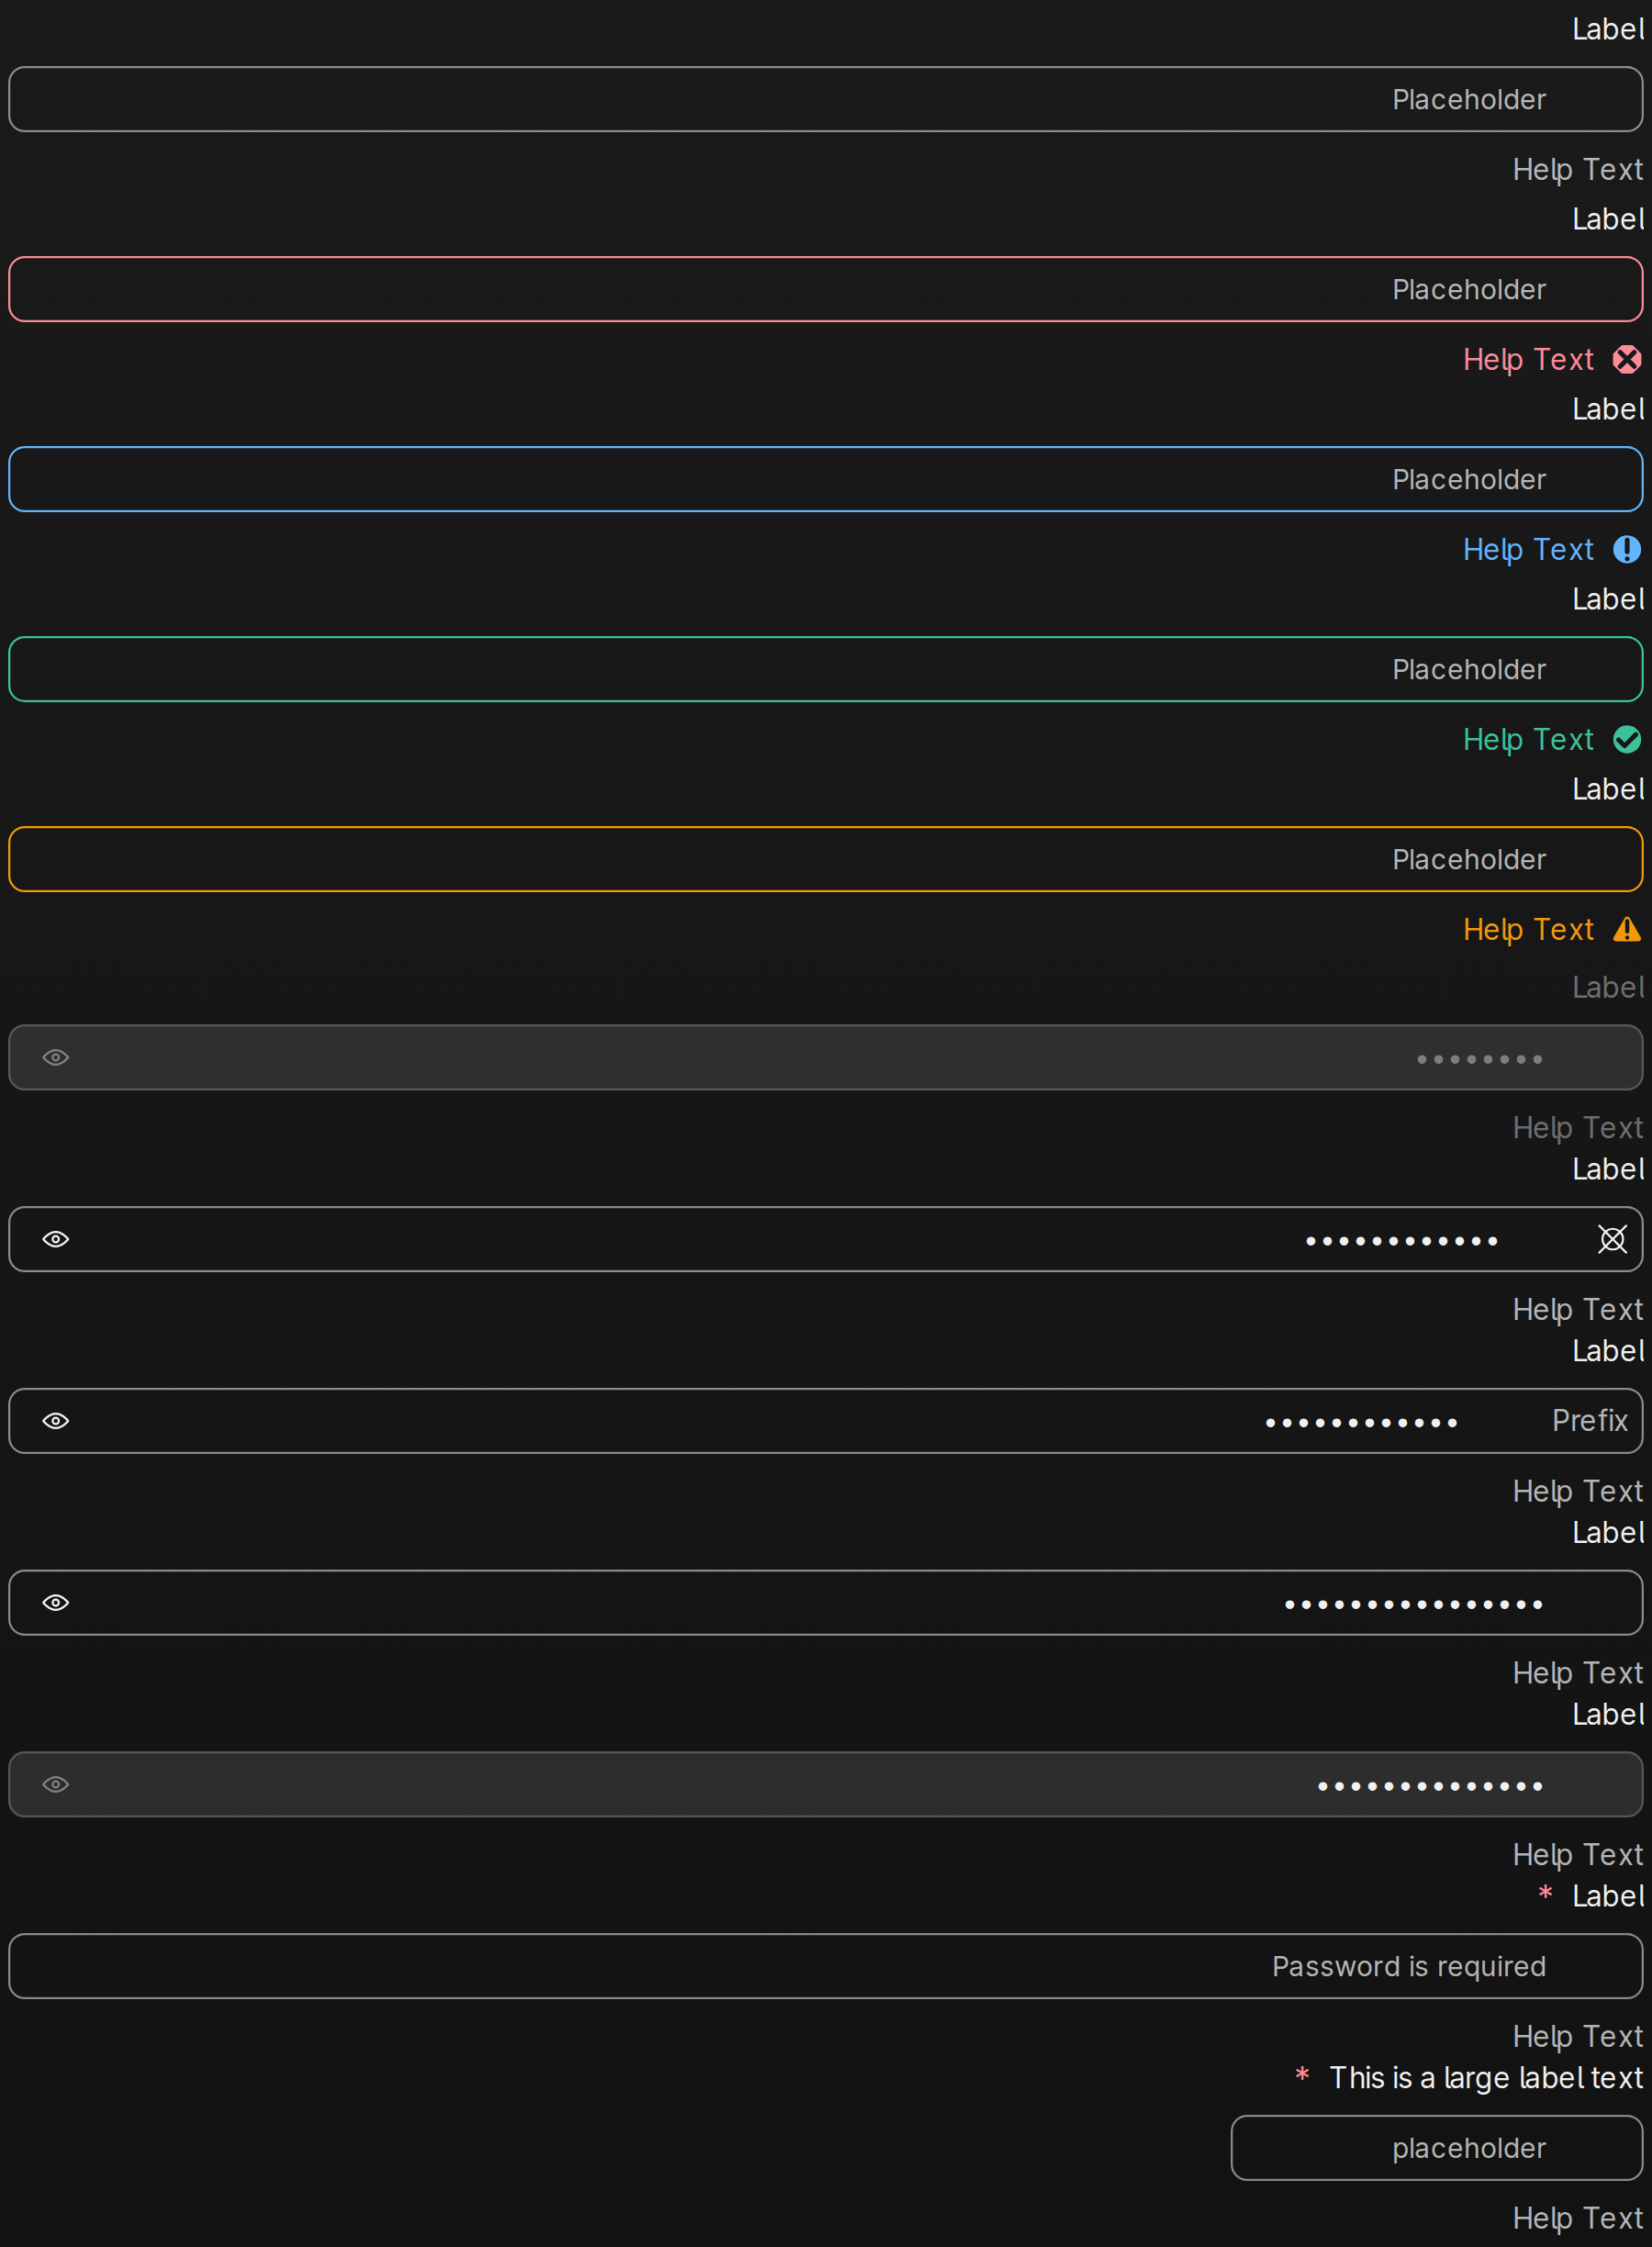 Label
Placeholder
Help Text
Label
Placeholder
Help Text
Label
Placeholder
Help Text
Label
Placeholder
Help Text
Label
Placeholder
Help Text
Label
••••••••
Help Text
Label
••••••••••••
Help Text
Label
•••••••••••• Prefix
Help Text
Label
••••••••••••••••
Help Text
Label
••••••••••••••
Help Text
* Label
Password is required
Help Text
* This is a large label text
placeholder
Help Text